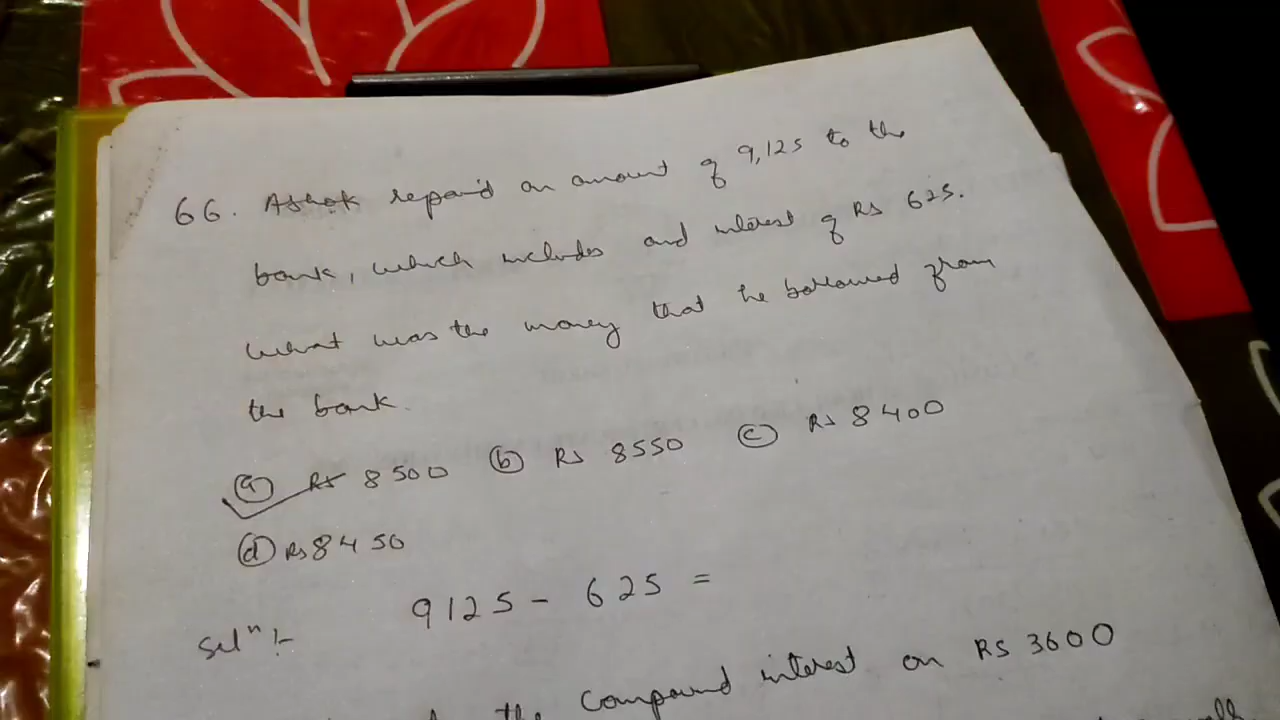 66. Ashok repaid an amount of 9,125 to the
bank, which includes and interest of Rs 625.
What was the money that he borrowed from
the bank.
(a) Rs 8500 (b) Rs 8550 (c) Rs 8400
(d) Rs 8450
Solⁿ :- 9125 - 625 =
the compound interest on RS 3600